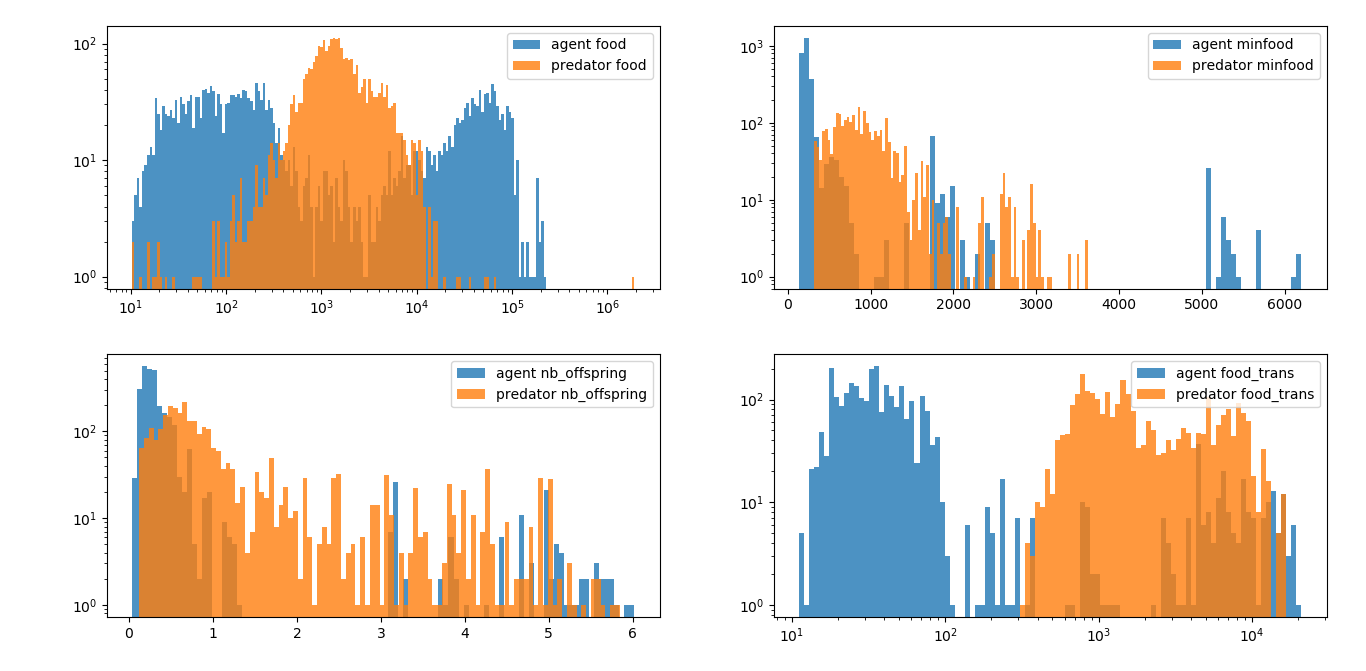 10²
10¹
10⁰
10¹ 10² 10³ 10⁴ 10⁵ 10⁶
agent food
predator food
10³
10²
10¹
10⁰
0 1000 2000 3000 4000 5000 6000
agent minfood
predator minfood
10²
10¹
10⁰
0 1 2 3 4 5 6
agent nb_offspring
predator nb_offspring
10²
10¹
10⁰
10¹ 10² 10³ 10⁴
agent food_trans
predator food_trans